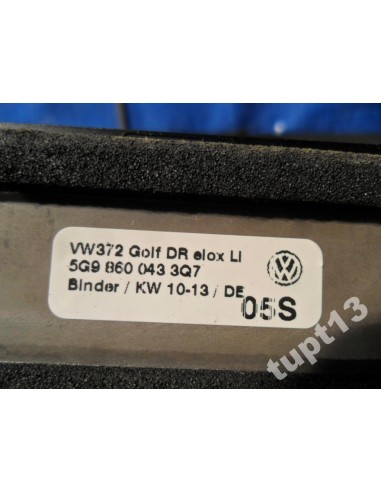 VW372 Golf DR elox LI
5G9 860 043 3Q7
Binder / KW 10-13 / DE
05S
tupt13